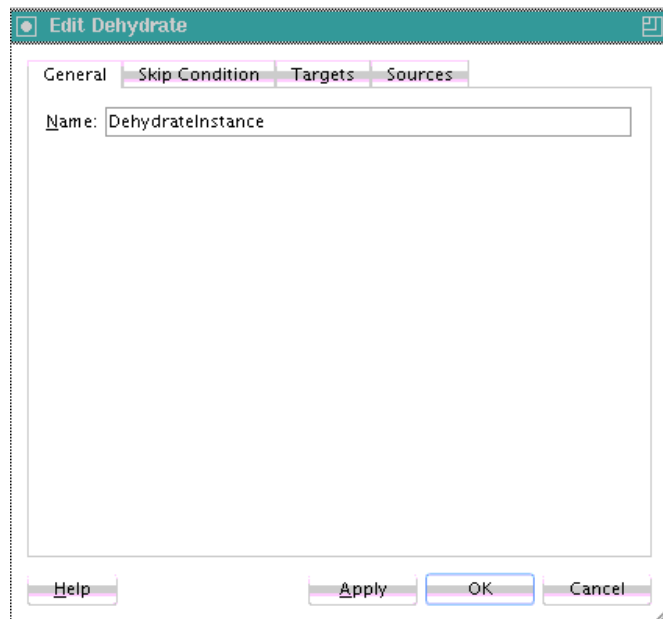 Edit Dehydrate
General Skip Condition Targets Sources
Name: DehydrateInstance
Help Apply OK Cancel